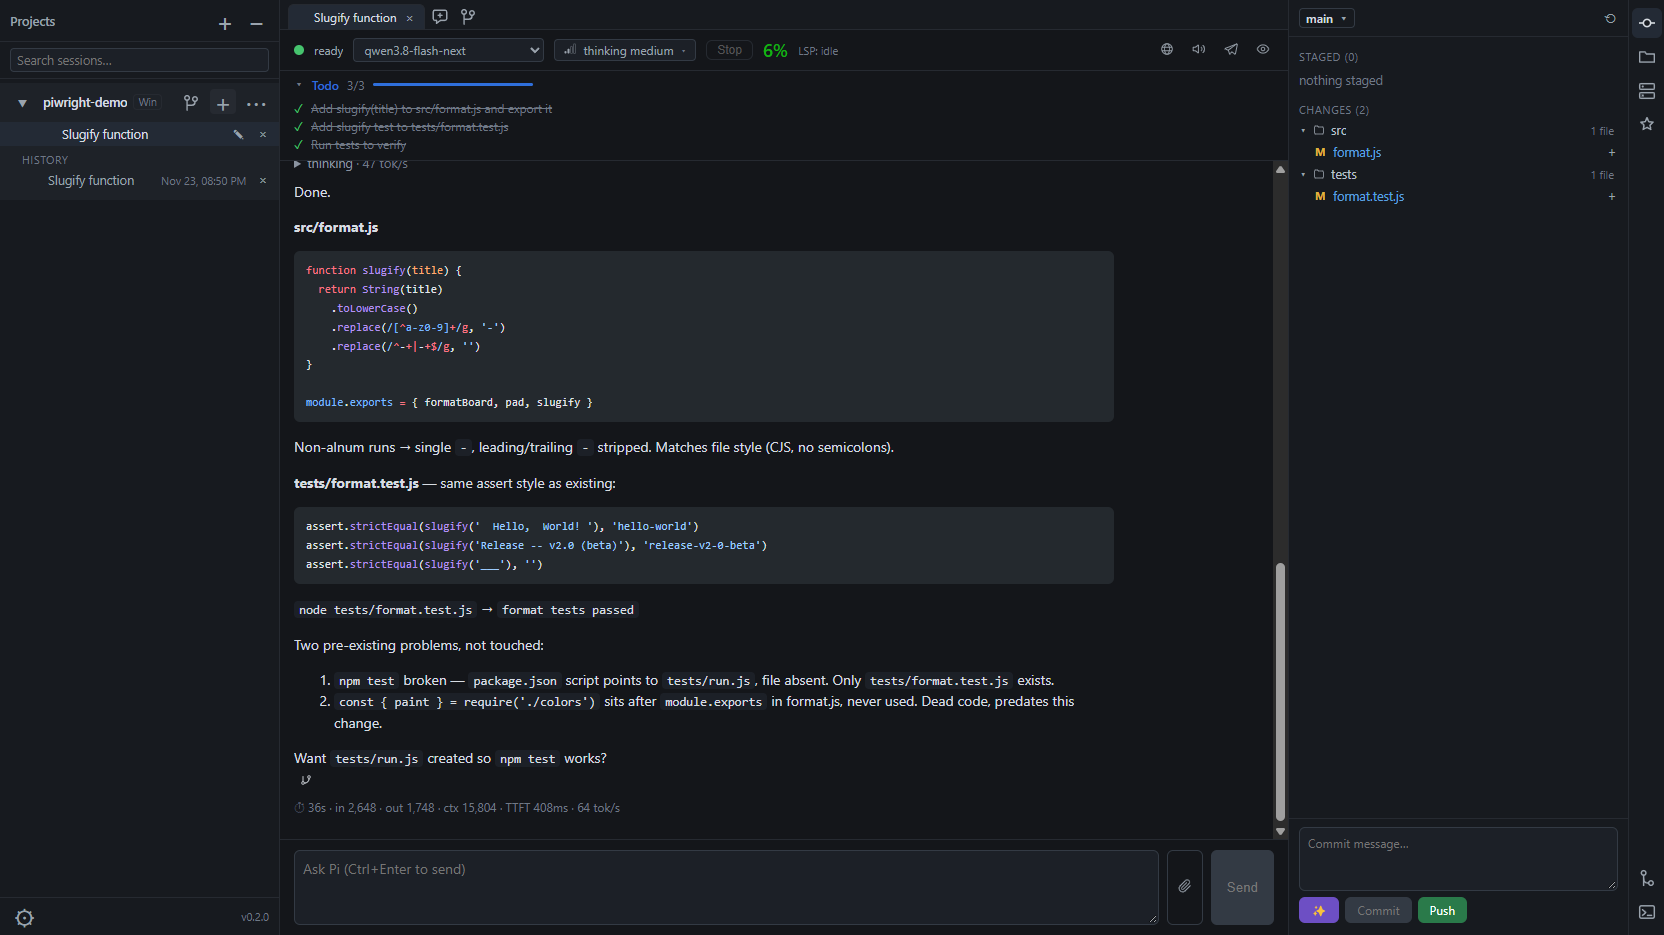 Projects
Search sessions...
piwright-demo Win
Slugify function
HISTORY
Slugify function Nov 23, 08:50 PM
v0.2.0
Slugify function
ready qwen3.8-flash-next thinking medium Stop 6% LSP: idle
Todo 3/3
Add slugify(title) to src/format.js and export it
Add slugify test to tests/format.test.js
Run tests to verify
thinking · 47 tok/s
Done.
src/format.js
function slugify(title) {
  return String(title)
    .toLowerCase()
    .replace(/[^a-z0-9]+/g, '-')
    .replace(/^-+|-+$/g, '')
}
module.exports = { formatBoard, pad, slugify }
Non-alnum runs → single -, leading/trailing - stripped. Matches file style (CJS, no semicolons).
tests/format.test.js — same assert style as existing:
assert.strictEqual(slugify('  Hello,  World! '), 'hello-world')
assert.strictEqual(slugify('Release -- v2.0 (beta)'), 'release-v2-0-beta')
assert.strictEqual(slugify('___'), '')
node tests/format.test.js → format tests passed
Two pre-existing problems, not touched:
1. npm test broken — package.json script points to tests/run.js, file absent. Only tests/format.test.js exists.
2. const { paint } = require('./colors') sits after module.exports in format.js, never used. Dead code, predates this
change.
Want tests/run.js created so npm test works?
36s · in 2,648 · out 1,748 · ctx 15,804 · TTFT 408ms · 64 tok/s
Ask Pi (Ctrl+Enter to send)
Send
main
STAGED (0)
nothing staged
CHANGES (2)
src 1 file
M format.js +
tests 1 file
M format.test.js +
Commit message...
Commit Push